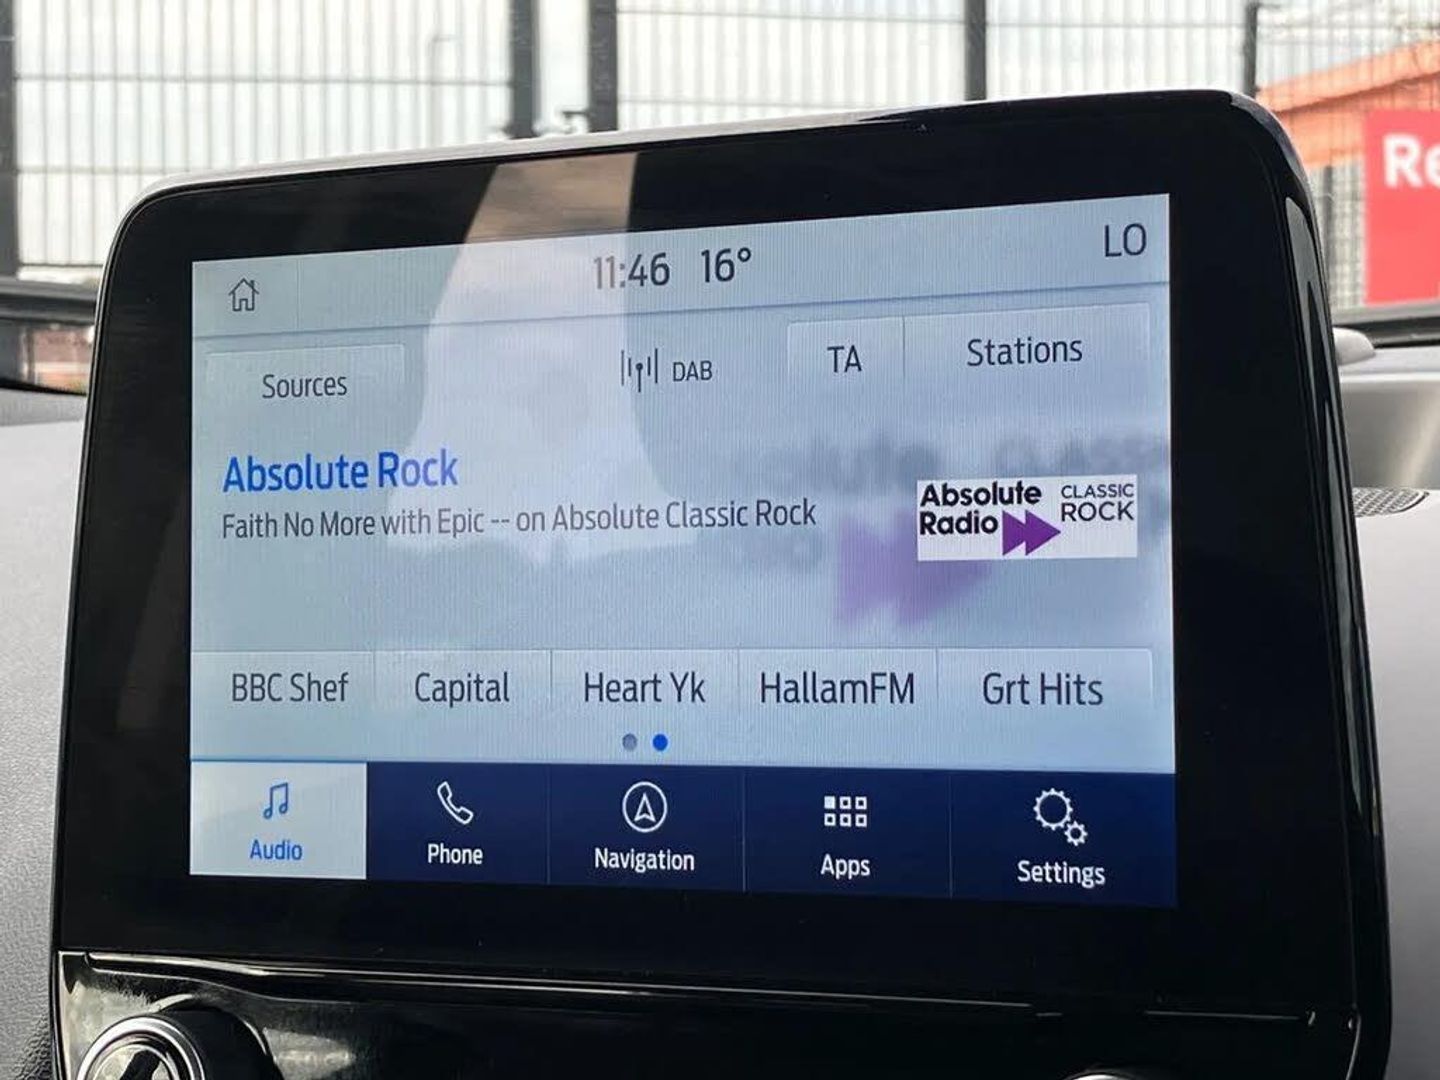 Re
11:46 16°
LO
Sources
DAB
TA
Stations
Absolute Rock
Faith No More with Epic -- on Absolute Classic Rock
Absolute
Radio
CLASSIC
ROCK
BBC Shef
Capital
Heart Yk
HallamFM
Grt Hits
Audio
Phone
Navigation
Apps
Settings